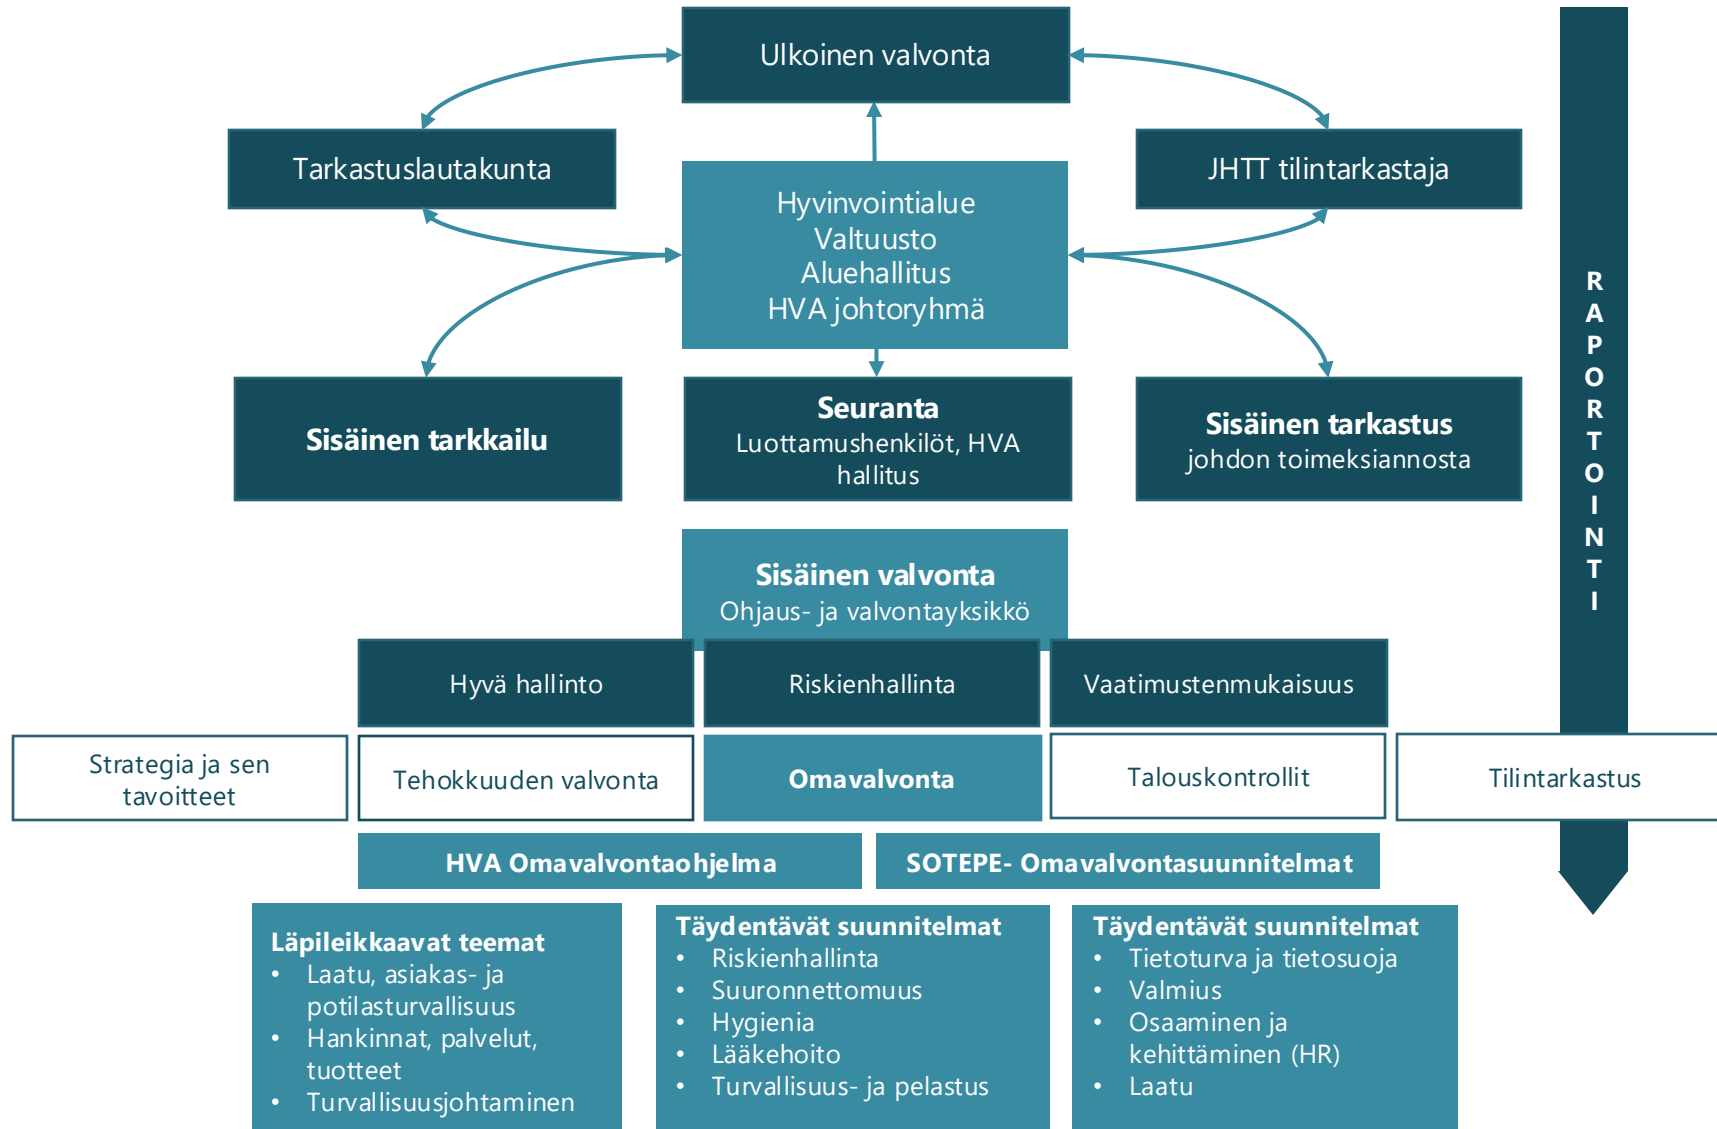 Ulkoinen valvonta
Tarkastuslautakunta
JHTT tilintarkastaja
Hyvinvointialue
Valtuusto
Aluehallitus
HVA johtoryhmä
Sisäinen tarkkailu
Seuranta
Luottamushenkilöt, HVA
hallitus
Sisäinen tarkastus
johdon toimeksiannosta
RAPORTOINTI
Sisäinen valvonta
Ohjaus- ja valvontayksikkö
Hyvä hallinto
Riskienhallinta
Vaatimustenmukaisuus
Strategia ja sen
tavoitteet
Tehokkuuden valvonta
Omavalvonta
Talouskontrollit
Tilintarkastus
HVA Omavalvontaohjelma
SOTEPE- Omavalvontasuunnitelmat
Läpileikkaavat teemat
• Laatu, asiakas- ja
potilasturvallisuus
• Hankinnat, palvelut,
tuotteet
• Turvallisuusjohtaminen
Täydentävät suunnitelmat
• Riskienhallinta
• Suuronnettomuus
• Hygienia
• Lääkehoito
• Turvallisuus- ja pelastus
Täydentävät suunnitelmat
• Tietoturva ja tietosuoja
• Valmius
• Osaaminen ja
kehittäminen (HR)
• Laatu